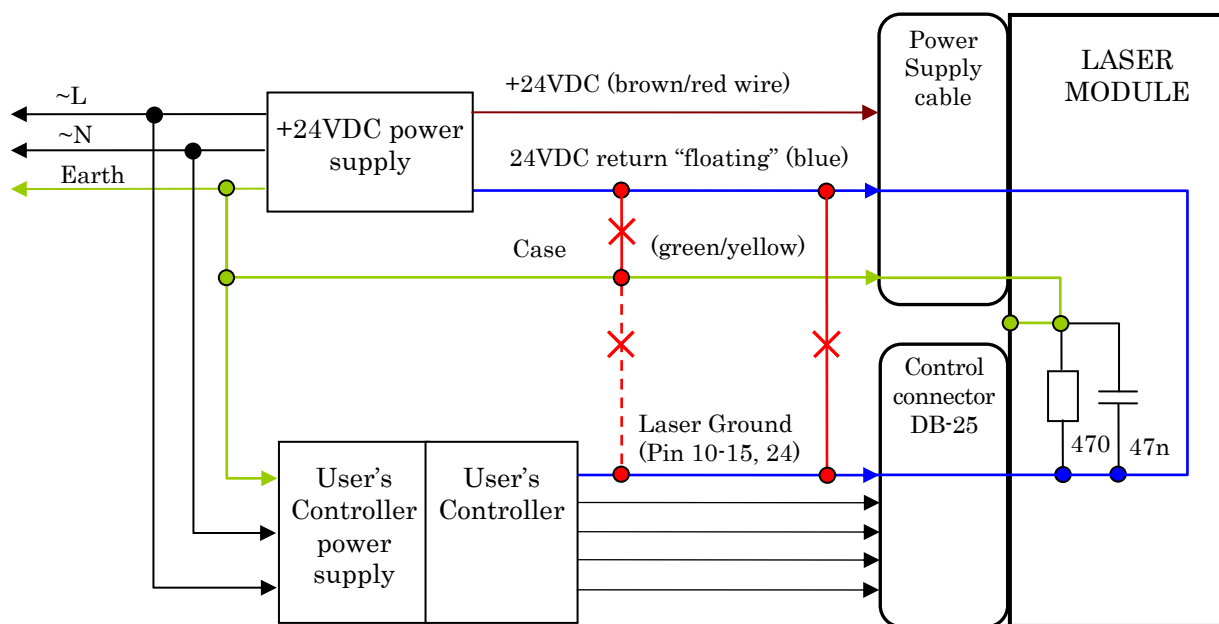 Power
Supply
cable
LASER
MODULE
+24VDC (brown/red wire)
~L
~N
+24VDC power
supply
24VDC return “floating” (blue)
Earth
Case
(green/yellow)
Control
connector
DB-25
Laser Ground
(Pin 10-15, 24)
470
47n
User’s
Controller
power
supply
User’s
Controller